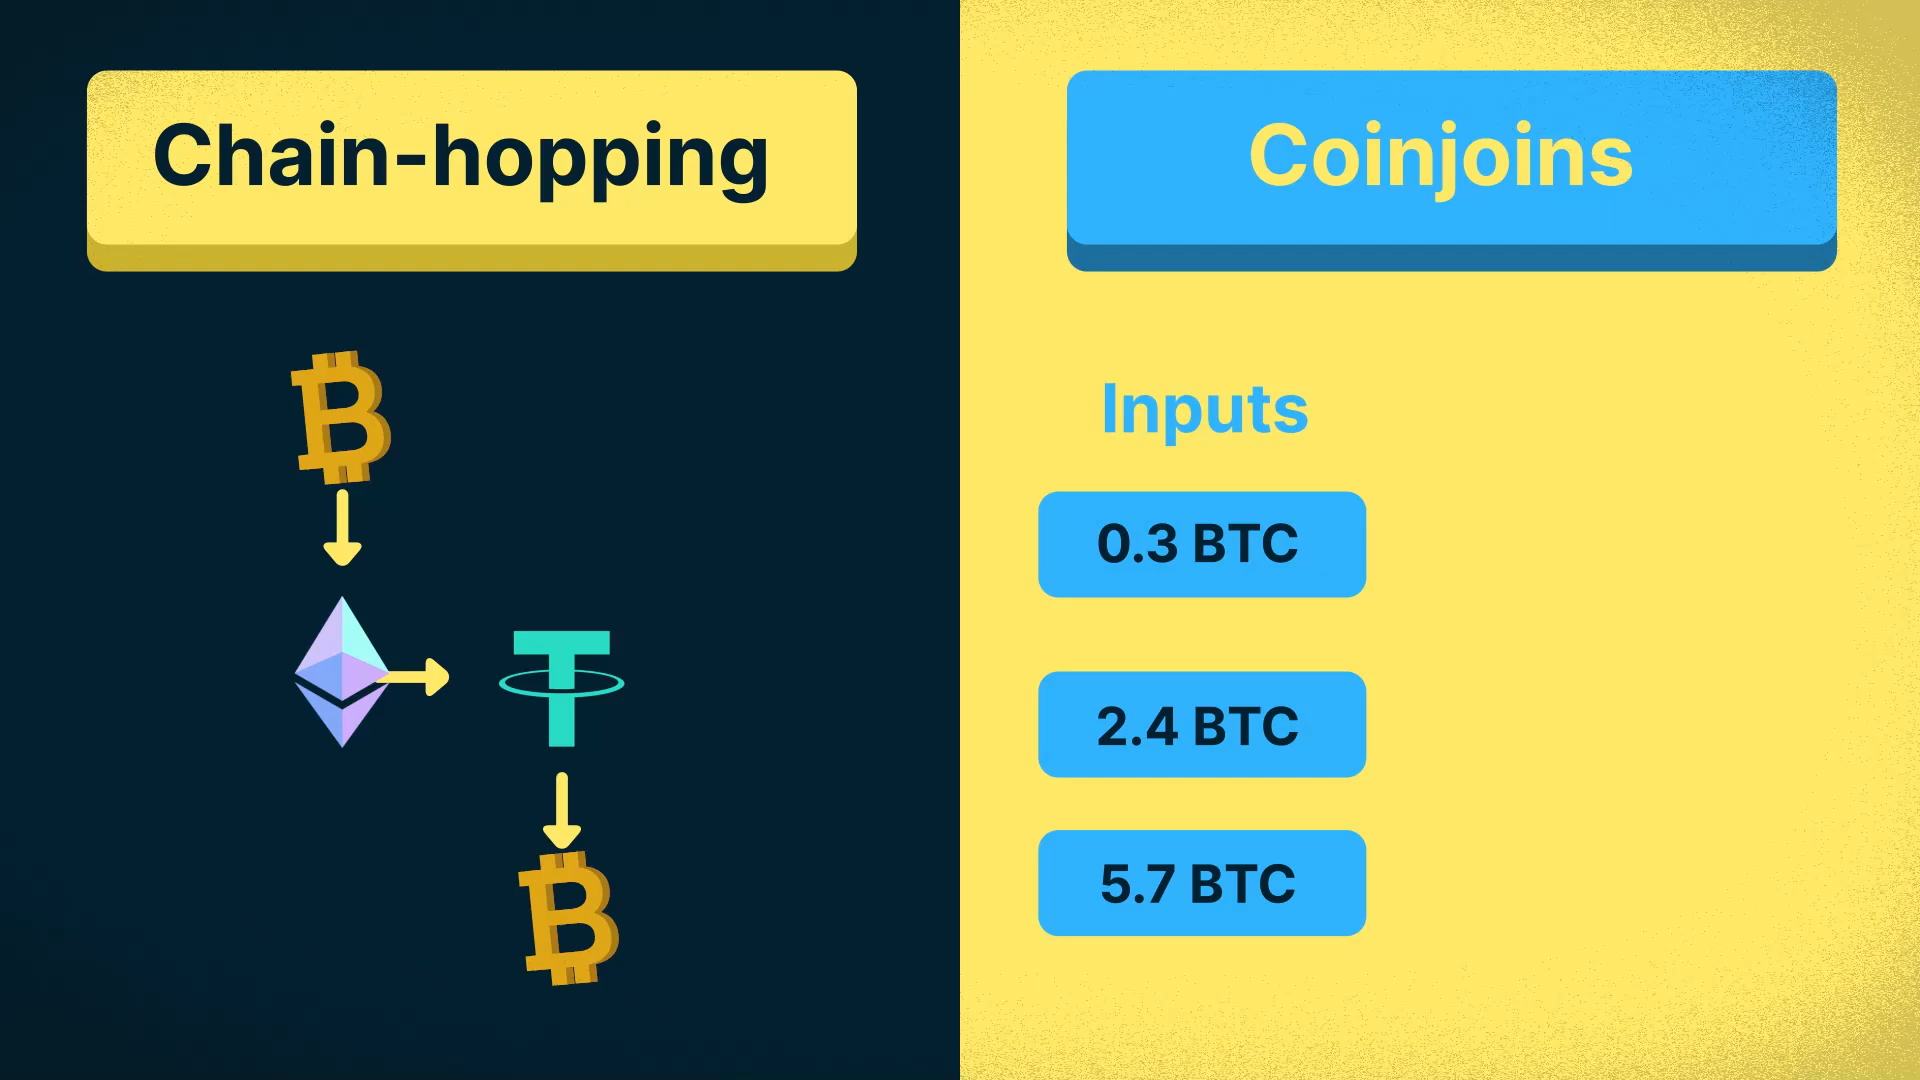 Chain-hopping
Coinjoins
Inputs
0.3 BTC
2.4 BTC
5.7 BTC